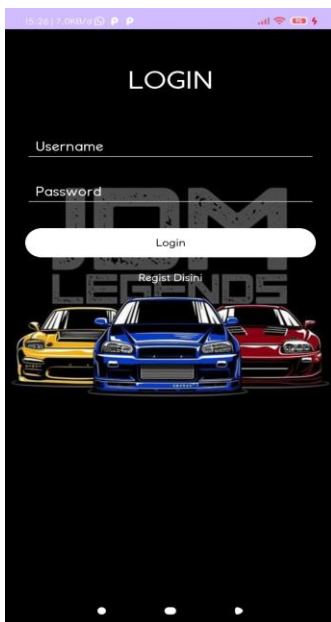 15.26 | 7.0KB/d
LOGIN
Username
Password
JDM
Login
Regist Disini
LEGENDS